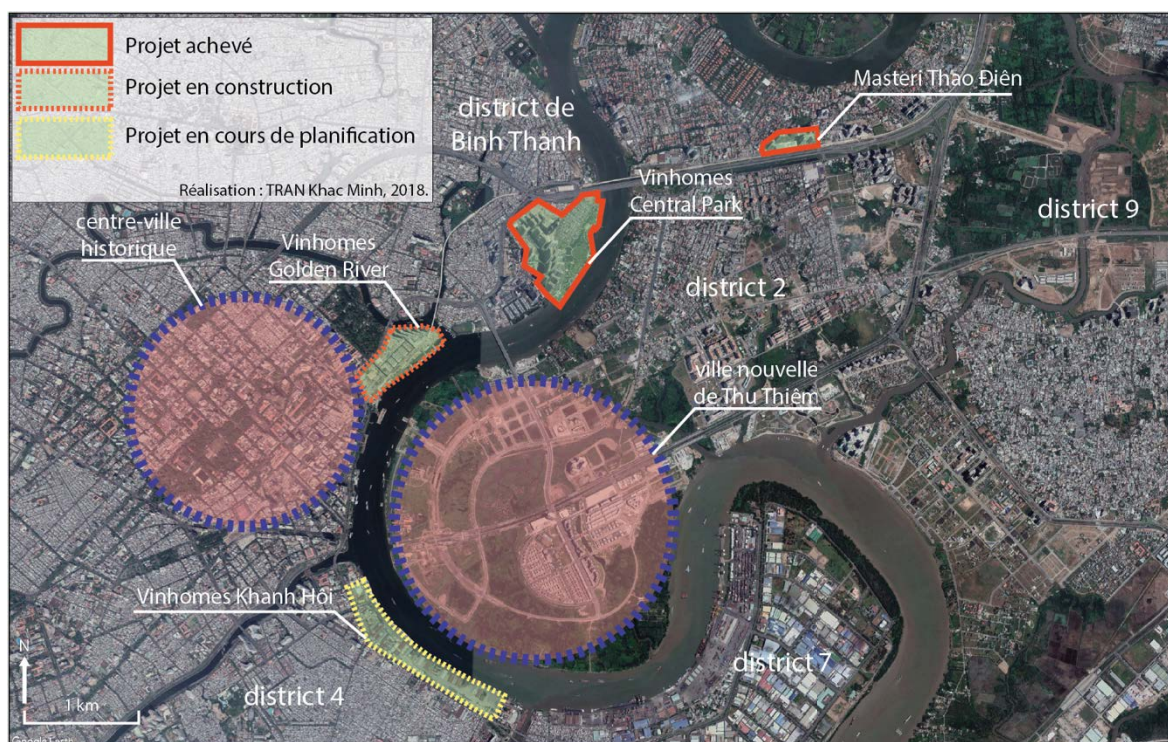 Projet achevé
Projet en construction
Projet en cours de planification
Réalisation : TRAN Khac Minh, 2018.
district de
Binh Thanh
Masteri Thao Điên
Vinhomes
Central Park
district 9
centre-ville
historique
Vinhomes
Golden River
district 2
ville nouvelle
de Thu Thiêm
Vinhomes Khanh Hôi
district 7
district 4
N
1 km
Google Earth